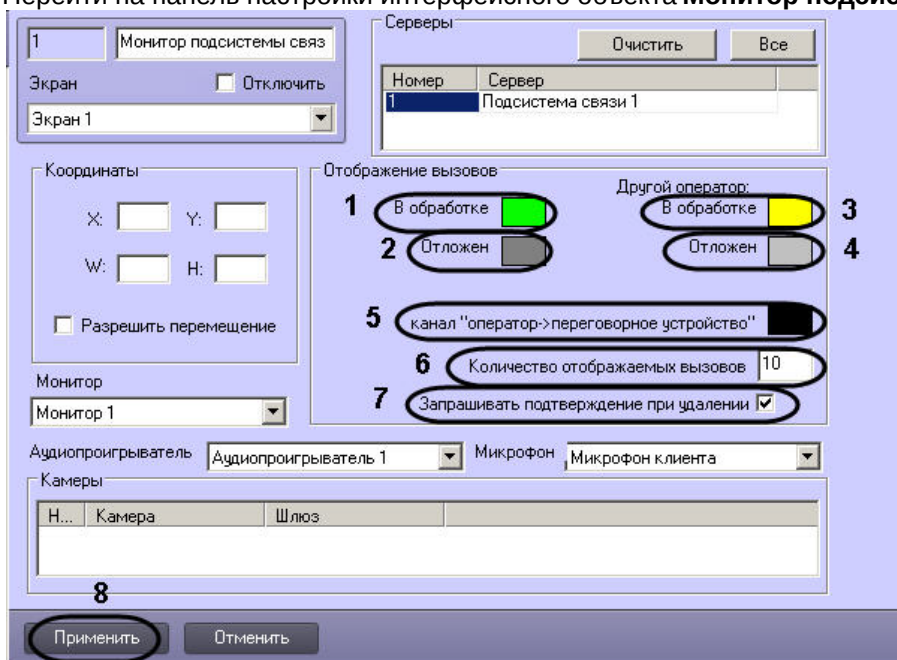 Перейти на панель настройки интерфейсного объекта Монитор
1 Монитор подсистемы связ
Экран Отключить
Экран 1
Серверы
Очистить Все
Номер Сервер
1 Подсистема связи 1
Координаты
X: Y:
W: H:
Разрешить перемещение
Монитор
Монитор 1
Отображение вызовов
Другой оператор:
1 В обработке
В обработке 3
2 Отложен
Отложен 4
5 канал "оператор->переговорное устройство"
6 Количество отображаемых вызовов 10
7 Запрашивать подтверждение при удалении
Аудиопроигрыватель Аудиопроигрыватель 1 Микрофон Микрофон клиента
Камеры
Н... Камера Шлюз
8
Применить Отменить